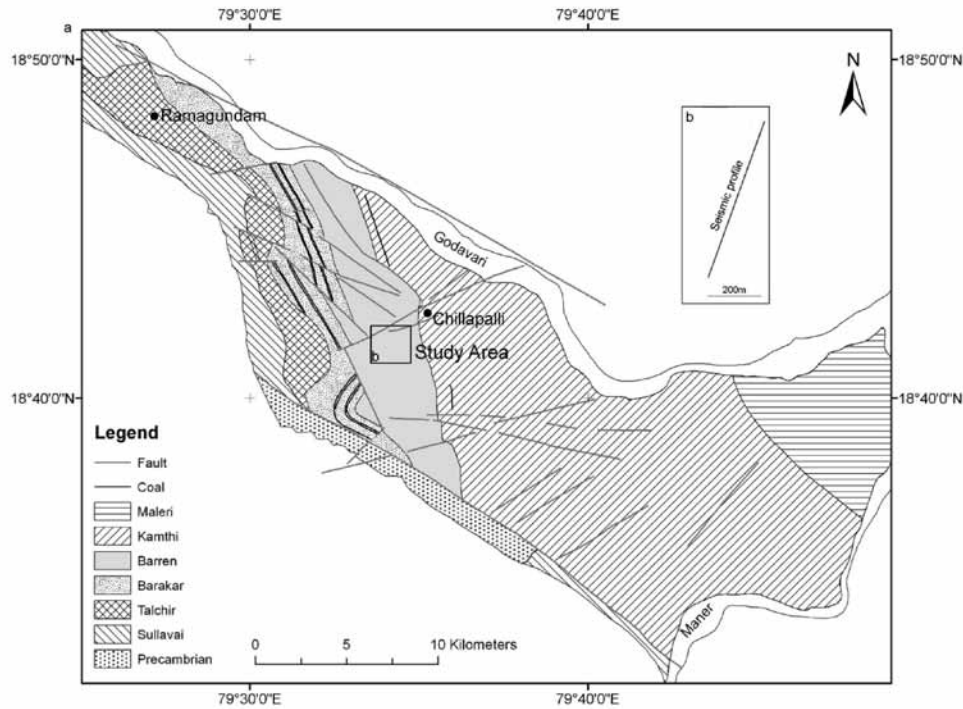 a
79°30'0"E 79°40'0"E
18°50'0"N 18°50'0"N
N
b
Seismic profile
200m
Ramagundam
Godavari
Chillapalli
b Study Area
18°40'0"N 18°40'0"N
Legend
Fault
Coal
Maleri
Kamthi
Barren
Barakar
Talchir
Sullavai
Precambrian
0 5 10 Kilometers
Maner
79°30'0"E 79°40'0"E